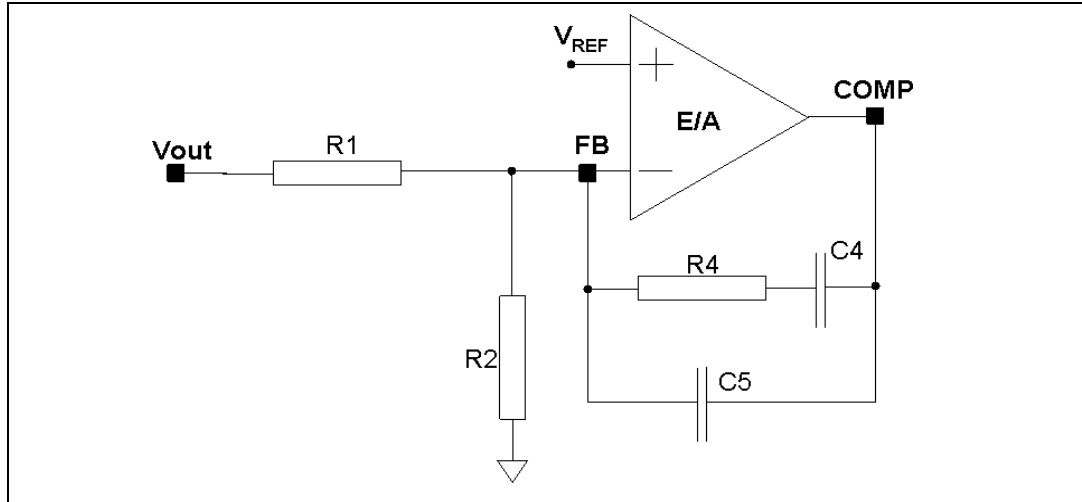 VREF
COMP
E/A
Vout
R1
FB
C4
R4
R2
C5